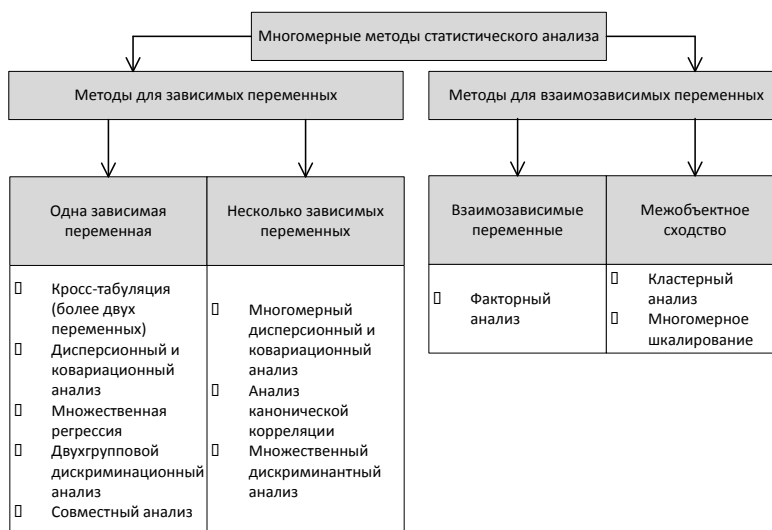 Многомерные методы статистического анализа
Методы для зависимых переменных
Методы для взаимозависимых переменных
Одна зависимая
переменная
Несколько зависимых
переменных
Взаимозависимые
переменные
Межобъектное
сходство
Кросс-табуляция
(более двух
переменных)
Дисперсионный и
ковариационный
анализ
Множественная
регрессия
Двухгрупповой
дискриминационный
анализ
Совместный анализ
Многомерный
дисперсионный и
ковариационный
анализ
Анализ
канонической
корреляции
Множественный
дискриминантный
анализ
Факторный
анализ
Кластерный
анализ
Многомерное
шкалирование